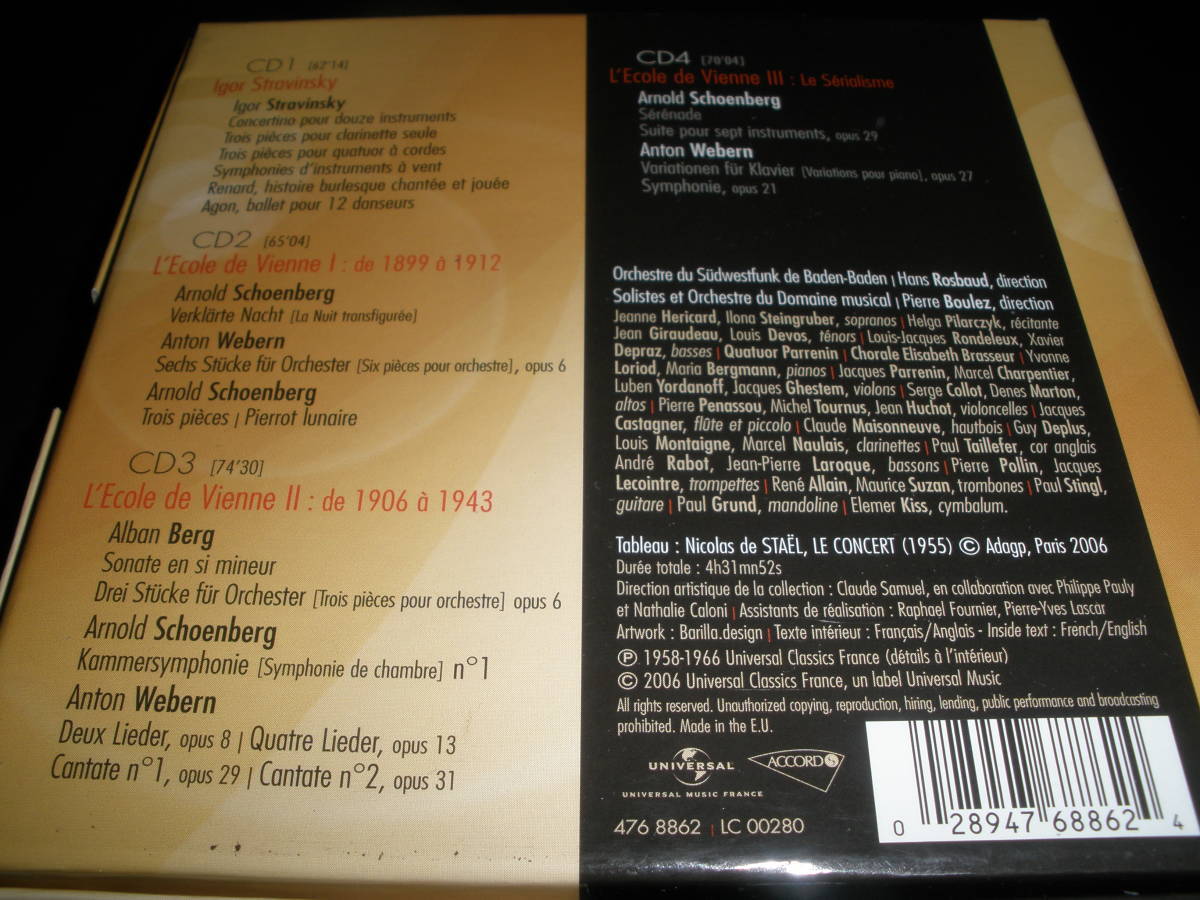 CD1 [62'14]
Igor Stravinsky
Igor Stravinsky
Concertino pour douze instruments
Trois pièces pour clarinette seule
Trois pièces pour quatuor à cordes
Symphonies d'instruments à vent
Renard, histoire burlesque chantée et jouée
Agon, ballet pour 12 danseurs
CD2 [65'04]
L'Ecole de Vienne I : de 1899 à 1912
Arnold Schoenberg
Verklärte Nacht [La Nuit transfigurée]
Anton Webern
Sechs Stücke für Orchester [Six pièces pour orchestre], opus 6
Arnold Schoenberg
Trois pièces | Pierrot lunaire
CD3 [74'30]
L'Ecole de Vienne II : de 1906 à 1943
Alban Berg
Sonate en si mineur
Drei Stücke für Orchester [Trois pièces pour orchestre] opus 6
Arnold Schoenberg
Kammersymphonie [Symphonie de chambre] n°1
Anton Webern
Deux Lieder, opus 8 | Quatre Lieder, opus 13
Cantate n°1, opus 29 | Cantate n°2, opus 31
CD4 [70'04]
L'Ecole de Vienne III : Le Sérialisme
Arnold Schoenberg
Sérénade
Suite pour sept instruments, opus 29
Anton Webern
Variationen für Klavier [Variations pour piano], opus 27
Symphonie, opus 21
Orchestre du Südwestfunk de Baden-Baden | Hans Rosbaud, direction
Solistes et Orchestre du Domaine musical | Pierre Boulez, direction
Jeanne Hericard, Ilona Steingruber, sopranos | Helga Pilarczyk, récitante
Jean Giraudeau, Louis Devos, ténors | Louis-Jacques Rondeleux, Xavier
Depraz, basses | Quatuor Parrenin | Chorale Elisabeth Brasseur | Yvonne
Loriod, Maria Bergmann, pianos | Jacques Parrenin, Marcel Charpentier,
Luben Yordanoff, Jacques Ghestem, violons | Serge Collot, Denes Marton,
altos | Pierre Penassou, Michel Tournus, Jean Huchot, violoncelles | Jacques
Castagner, flûte et piccolo | Claude Maisonneuve, hautbois | Guy Deplus,
Louis Montaigne, Marcel Naulais, clarinettes | Paul Taillefer, cor anglais
André Rabot, Jean-Pierre Laroque, bassons | Pierre Pollin, Jacques
Lecointre, trompettes | René Allain, Maurice Suzan, trombones | Paul Stingl,
guitare | Paul Grund, mandoline | Elemer Kiss, cymbalum.
Tableau : Nicolas de STAËL, LE CONCERT (1955) © Adagp, Paris 2006
Durée totale : 4h31mn52s
Direction artistique de la collection : Claude Samuel, en collaboration avec Philippe Pauly
et Nathalie Caloni | Assistants de réalisation : Raphael Fournier, Pierre-Yves Lascar
Artwork : Barilla.design | Texte intérieur : Français/Anglais - Inside text : French/English
℗ 1958-1966 Universal Classics France (détails à l'intérieur)
© 2006 Universal Classics France, un label Universal Music
All rights reserved. Unauthorized copying, reproduction, hiring, lending, public performance and broadcasting
prohibited. Made in the E.U.
UNIVERSAL
UNIVERSAL MUSIC FRANCE
ACCORD
476 8862 | LC 00280
0 28947 68862 4